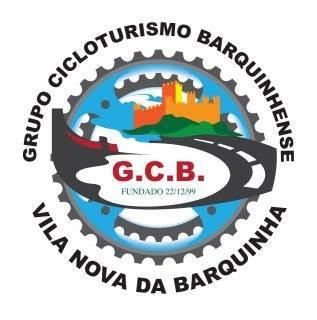 GRUPO CICLOTURISMO BARQUINHENSE
G.C.B.
FUNDADO 22/12/99
VILA NOVA DA BARQUINHA